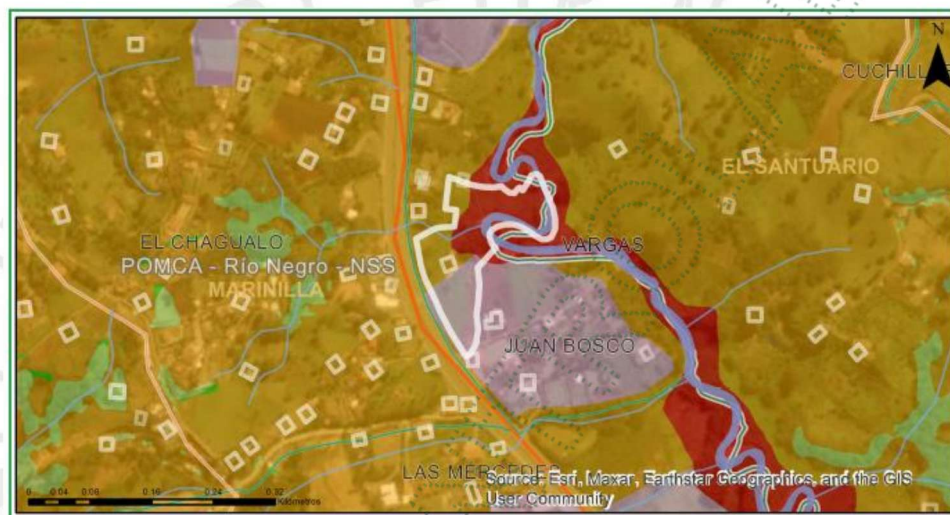 N
CUCHILL
EL SANTUARIO
EL CHAGUALO
VARGAS
POMCA - Río Negro - NSS
MARINILLA
JUAN BOSCO
LAS MERCEDES
Source: Esri, Maxar, Earthstar Geographics, and the GIS
User Community
0 0.04 0.08 0.16 0.24 0.32
Kilómetros